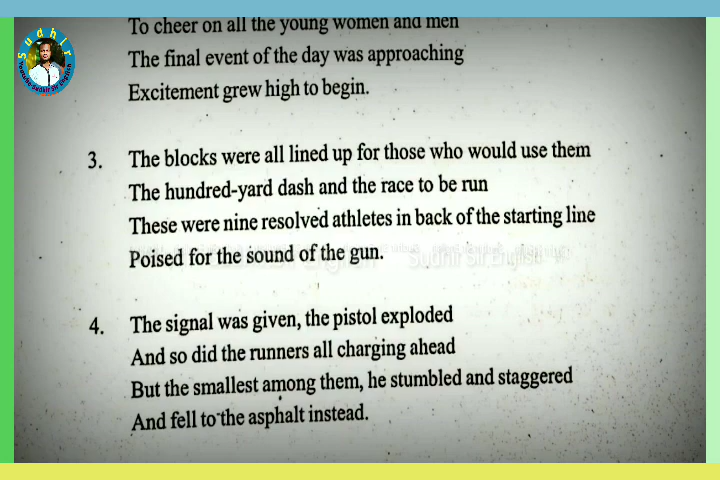 Sudhir
To cheer on all the young women and men
The final event of the day was approaching
Excitement grew high to begin.
3. The blocks were all lined up for those who would use them
The hundred-yard dash and the race to be run
These were nine resolved athletes in back of the starting line
Poised for the sound of the gun.
Sudhir Sir English
4. The signal was given, the pistol exploded
And so did the runners all charging ahead
But the smallest among them, he stumbled and staggered
And fell to the asphalt instead.